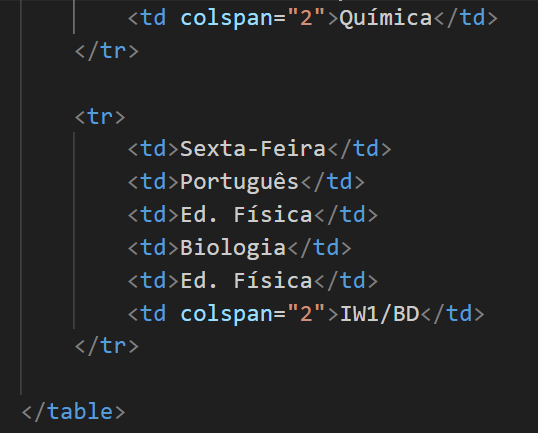 <td colspan="2">Química</td>
</tr>
<tr>
<td>Sexta-Feira</td>
<td>Português</td>
<td>Ed. Física</td>
<td>Biologia</td>
<td>Ed. Física</td>
<td colspan="2">IW1/BD</td>
</tr>
</table>